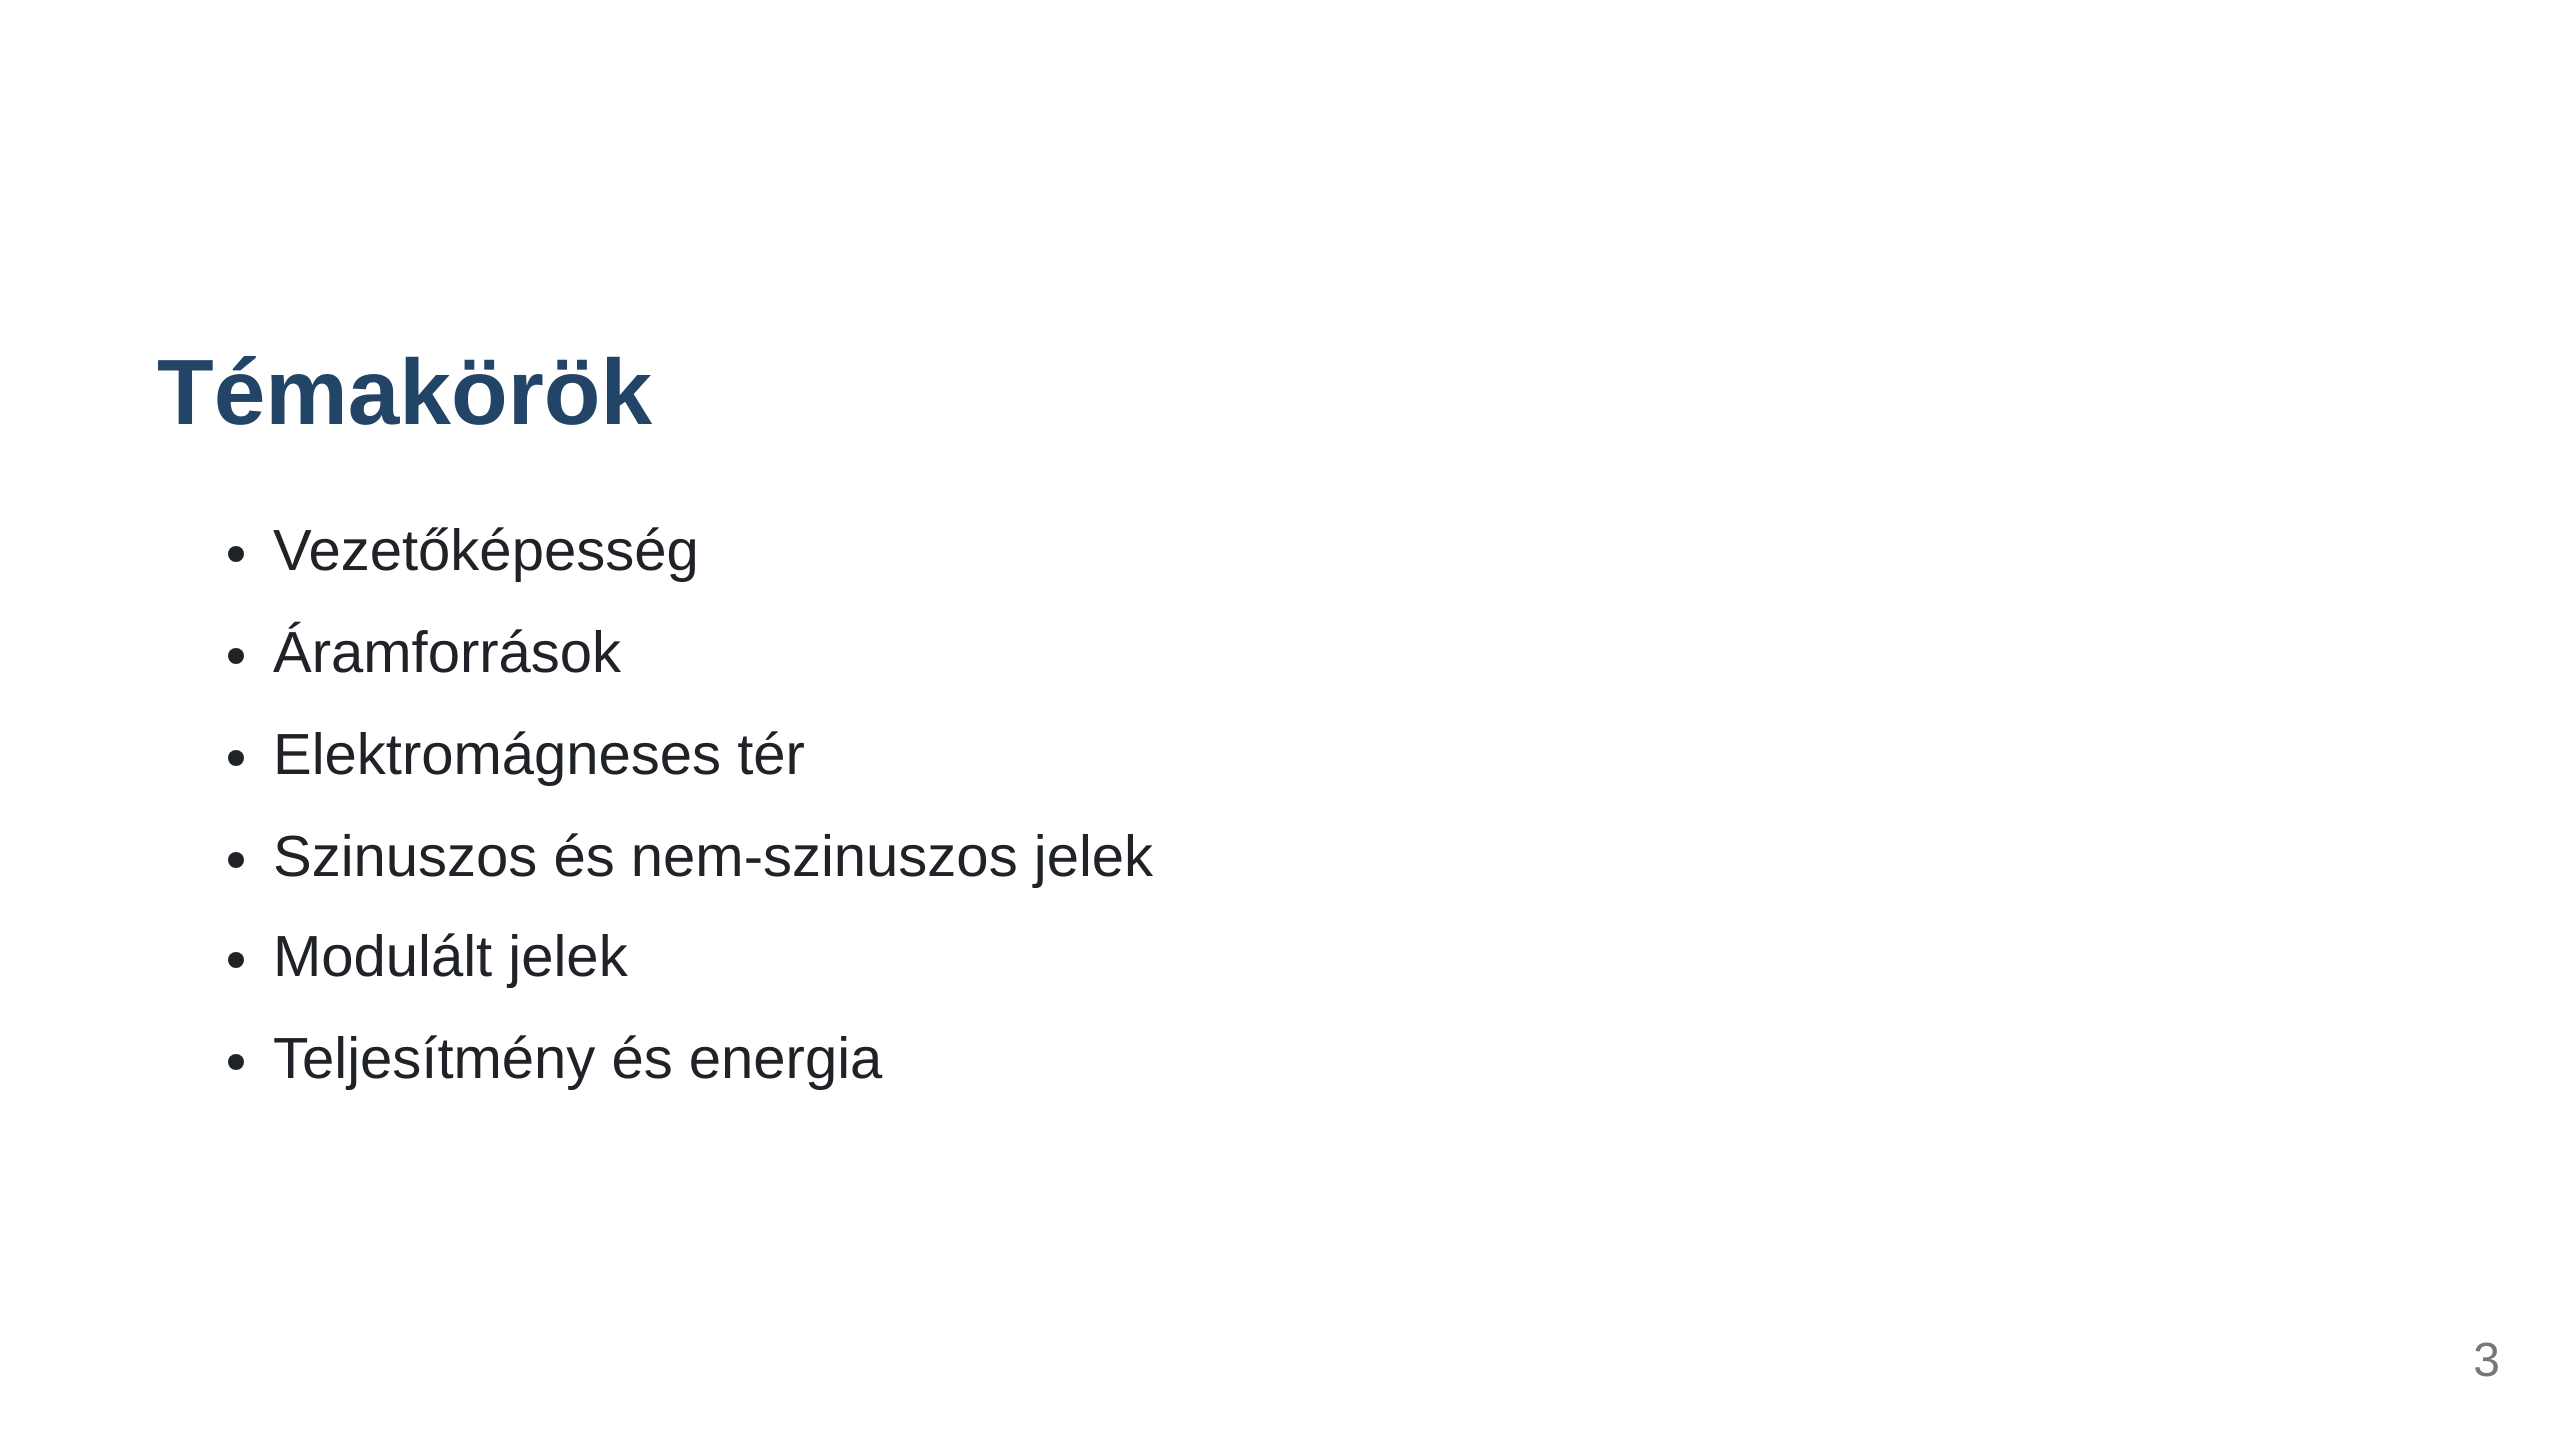 Témakörök
• Vezetőképesség
• Áramforrások
• Elektromágneses tér
• Szinuszos és nem-szinuszos jelek
• Modulált jelek
• Teljesítmény és energia
3